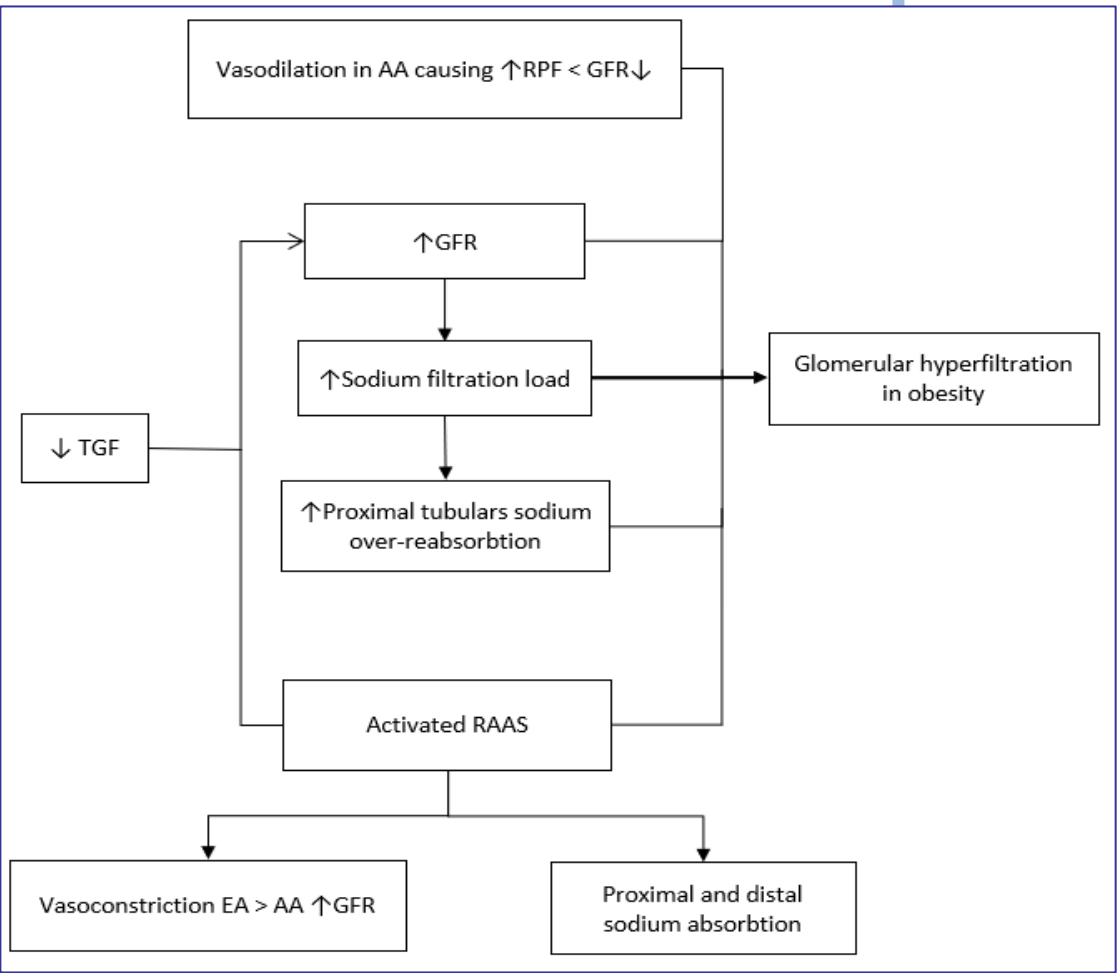 Vasodilation in AA causing ↑RPF < GFR↓
↑GFR
↑Sodium filtration load
Glomerular hyperfiltration
in obesity
↓ TGF
↑Proximal tubulars sodium
over-reabsorbtion
Activated RAAS
Vasoconstriction EA > AA ↑GFR
Proximal and distal
sodium absorbtion